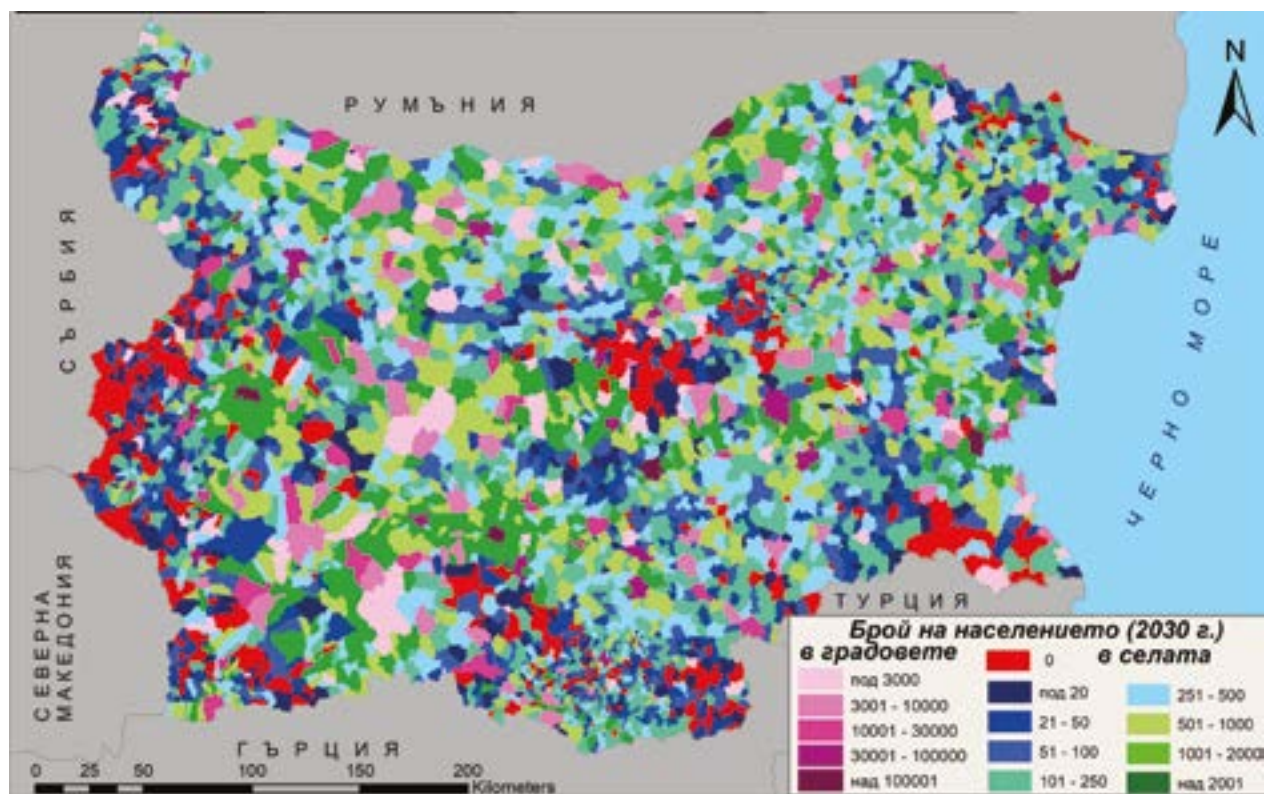 N
РУМЪНИЯ
СЪРБИЯ
ЧЕРНО МОРЕ
СЕВЕРНА
МАКЕДОНИЯ
ТУРЦИЯ
ГЪРЦИЯ
0 25 50 100 150 200
Kilometers
Брой на населението (2030 г.)
в градовете
под 3000
3001 - 10000
10001 - 30000
30001 - 100000
над 100001
0
в селата
под 20
21 - 50
51 - 100
101 - 250
251 - 500
501 - 1000
1001 - 2000
над 2001